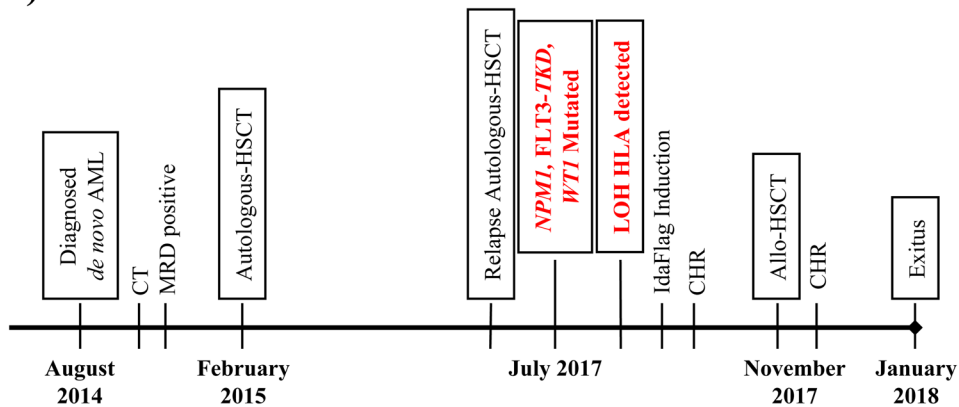 )
Diagnosed
de novo AML
CT
MRD positive
Autologous-HSCT
Relapse Autologous-HSCT
NPM1, FLT3-TKD,
WT1 Mutated
LOH HLA detected
IdaFlag Induction
CHR
Allo-HSCT
CHR
Exitus
August
2014
February
2015
July 2017
November
2017
January
2018